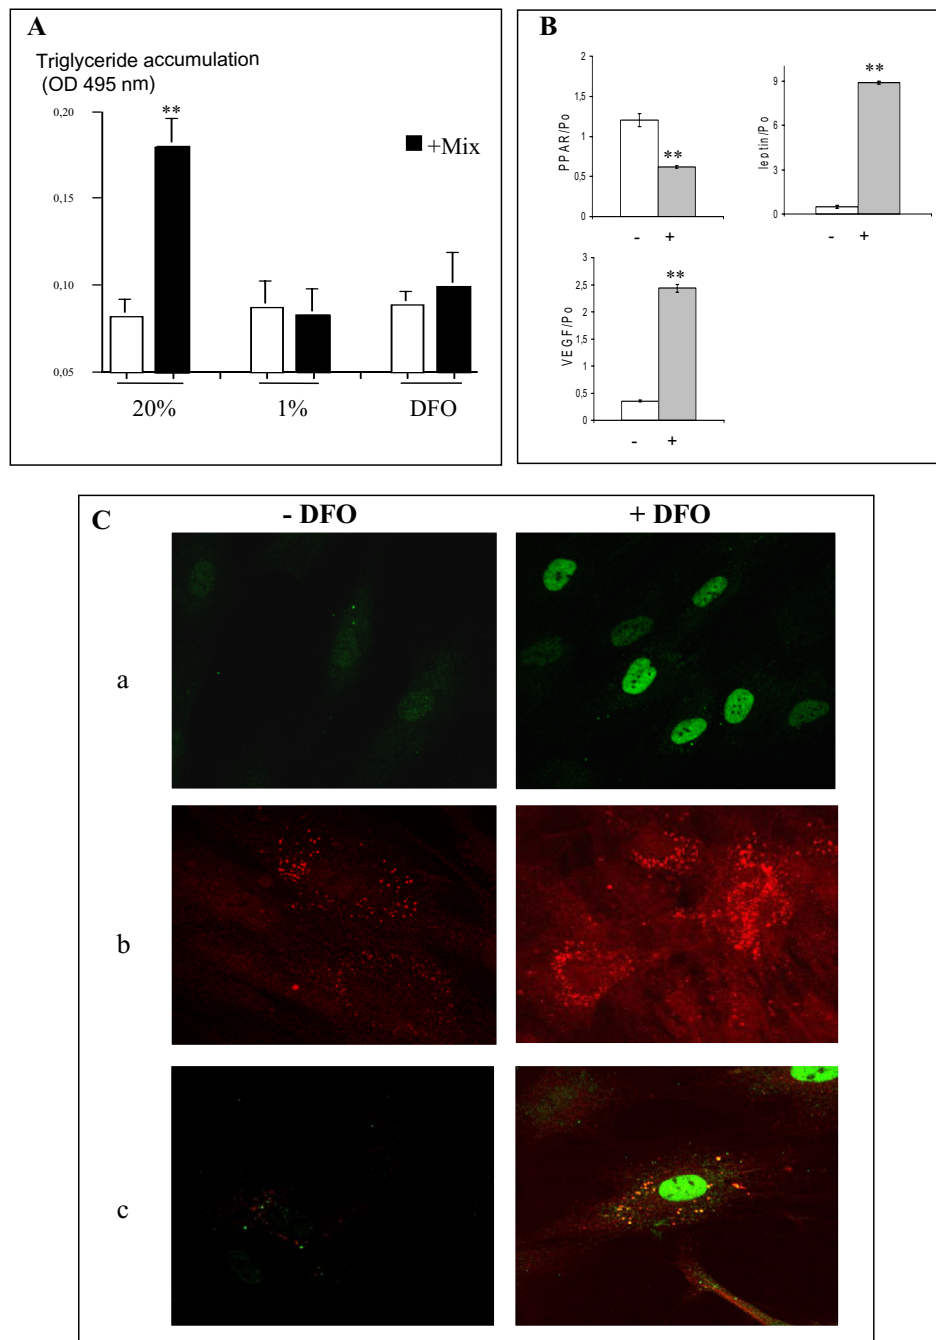 A
Triglyceride accumulation
(OD 495 nm)
0,20
0,15
0,10
0,05
**
+Mix
20%
1%
DFO
B
PPAR/Po
2
1,5
1
0,5
0
**
-
+
leptin/Po
9
6
3
0
**
-
+
VEGF/Po
3
2,5
2
1,5
1
0,5
0
**
-
+
C
- DFO
+ DFO
a
b
c